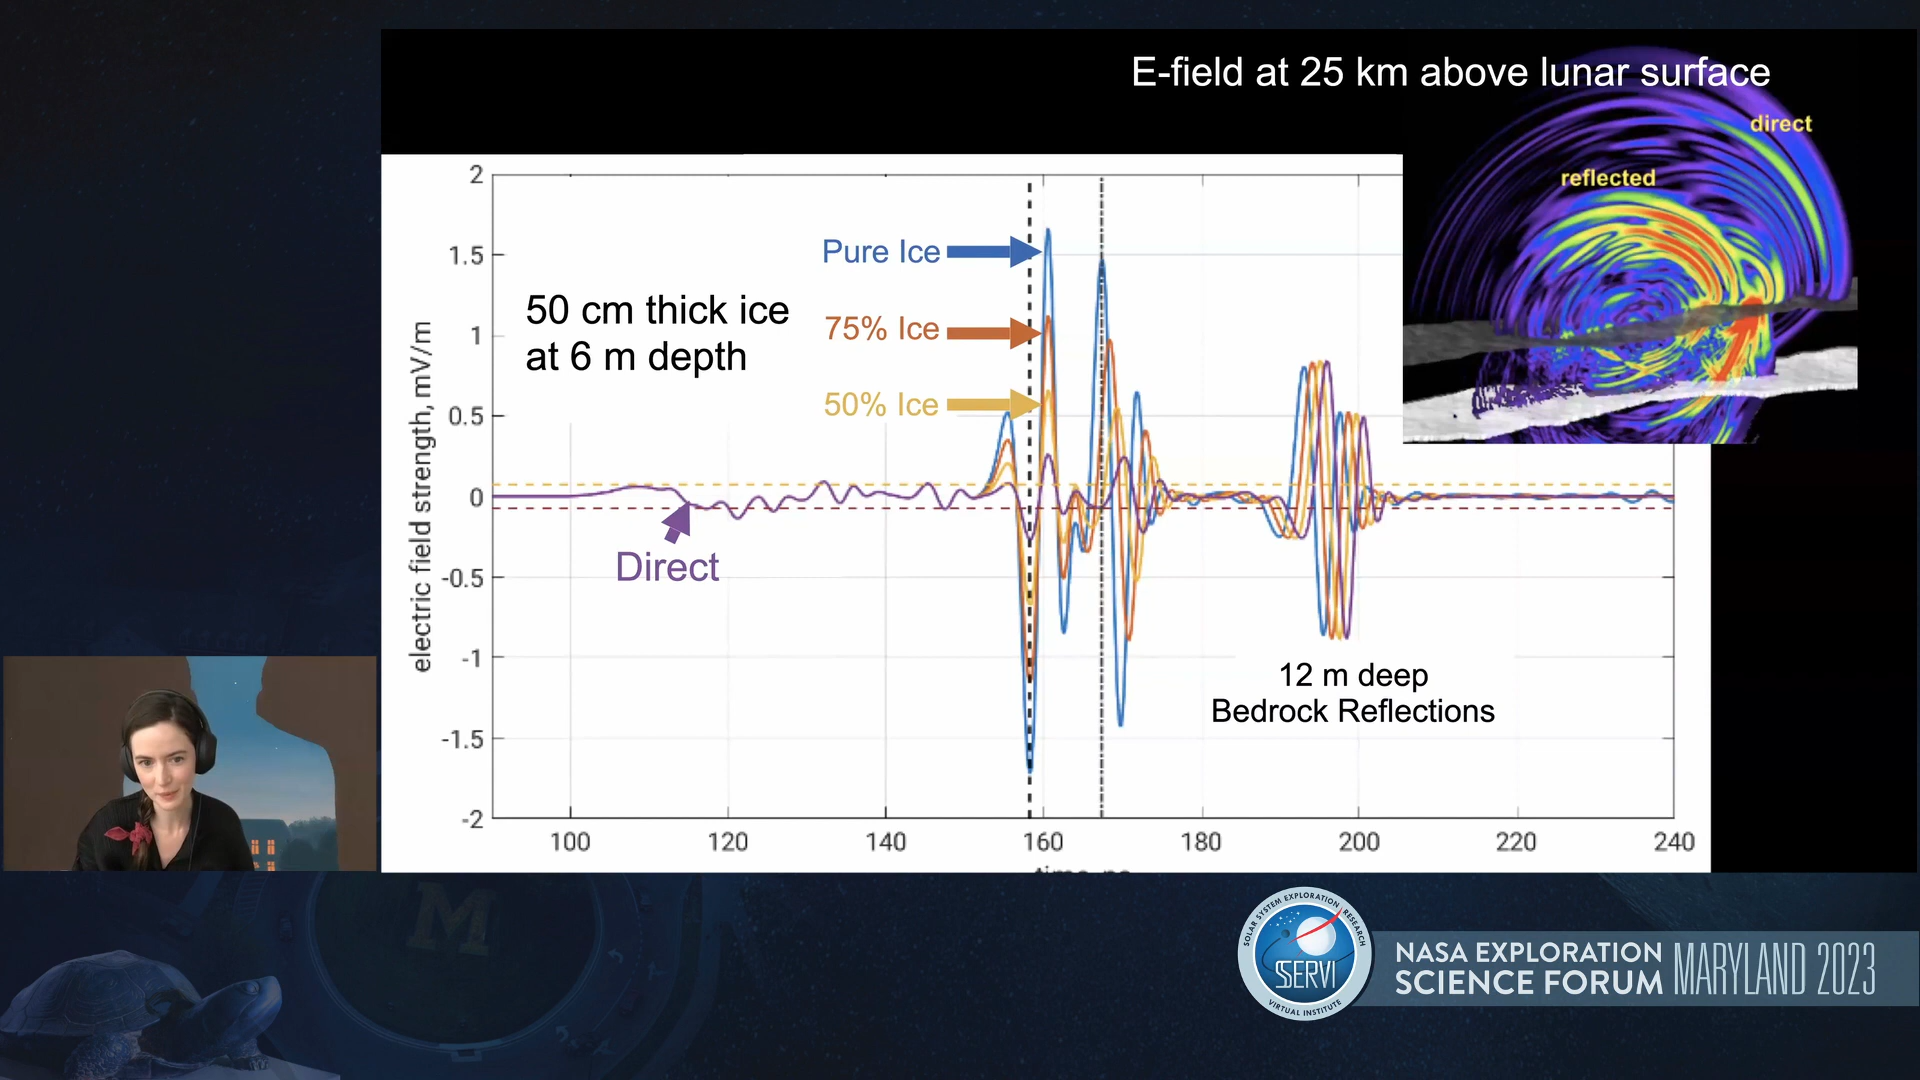 E-field at 25 km above lunar surface
direct
reflected
2
1.5
1
0.5
0
-0.5
-1
-1.5
-2
electric field strength, mV/m
Pure Ice
75% Ice
50% Ice
50 cm thick ice
at 6 m depth
Direct
12 m deep
Bedrock Reflections
100 120 140 160 180 200 220 240
M
SOLAR SYSTEM EXPLORATION RESEARCH
SSERVI
VIRTUAL INSTITUTE
NASA EXPLORATION
SCIENCE FORUM MARYLAND 2023